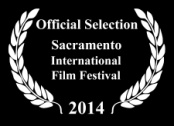 Official Selection
Sacramento
International
Film Festival
2014